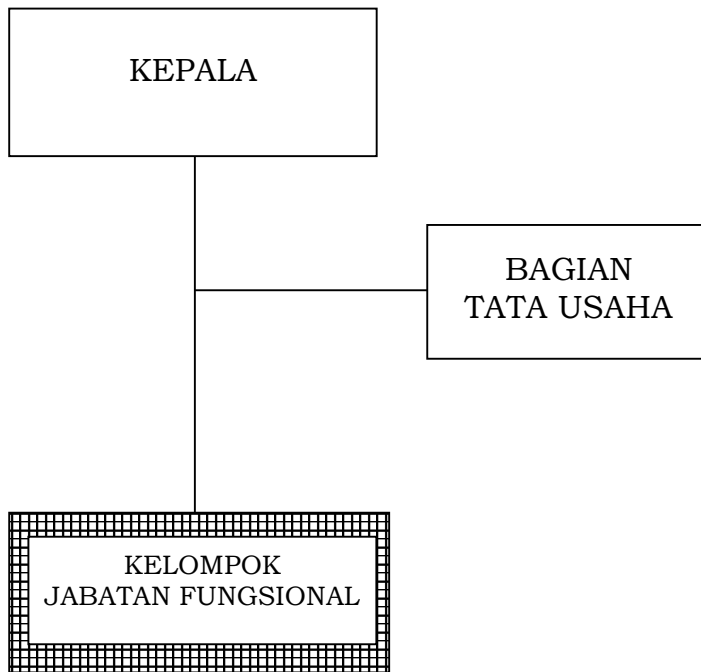 KEPALA
BAGIAN
TATA USAHA
KELOMPOK
JABATAN FUNGSIONAL